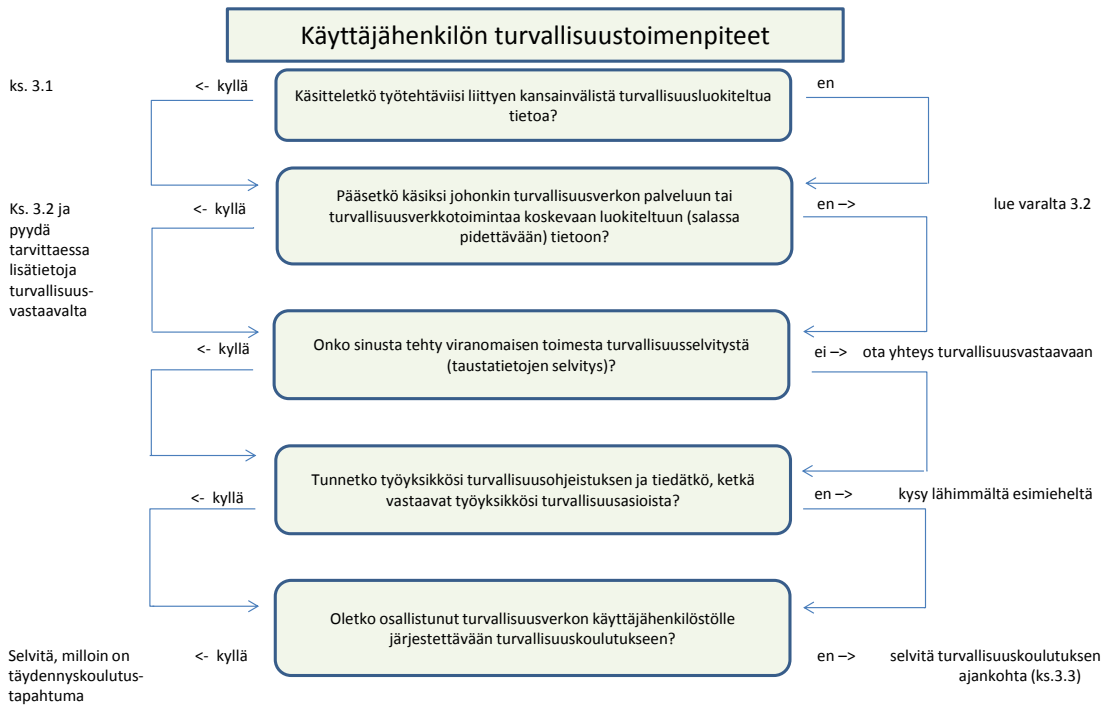 Käyttäjähenkilön turvallisuustoimenpiteet
ks. 3.1
<- kyllä
Käsitteletkö työtehtäviisi liittyen kansainvälistä turvallisuusluokiteltua
tietoa?
en
Ks. 3.2 ja
pyydä
tarvittaessa
lisätietoja
turvallisuus-
vastaavalta
<- kyllä
Pääsetkö käsiksi johonkin turvallisuusverkon palveluun tai
turvallisuusverkkotoimintaa koskevaan luokiteltuun (salassa
pidettävään) tietoon?
en –>
lue varalta 3.2
<- kyllä
Onko sinusta tehty viranomaisen toimesta turvallisuusselvitystä
(taustatietojen selvitys)?
ei –> ota yhteys turvallisuusvastaavaan
<- kyllä
Tunnetko työyksikkösi turvallisuusohjeistuksen ja tiedätkö, ketkä
vastaavat työyksikkösi turvallisuusasioista?
en –> kysy lähimmältä esimieheltä
Selvitä, milloin on
täydennyskoulutus-
tapahtuma
<- kyllä
Oletko osallistunut turvallisuusverkon käyttäjähenkilöstölle
järjestettävään turvallisuuskoulutukseen?
en –> selvitä turvallisuuskoulutuksen
ajankohta (ks.3.3)